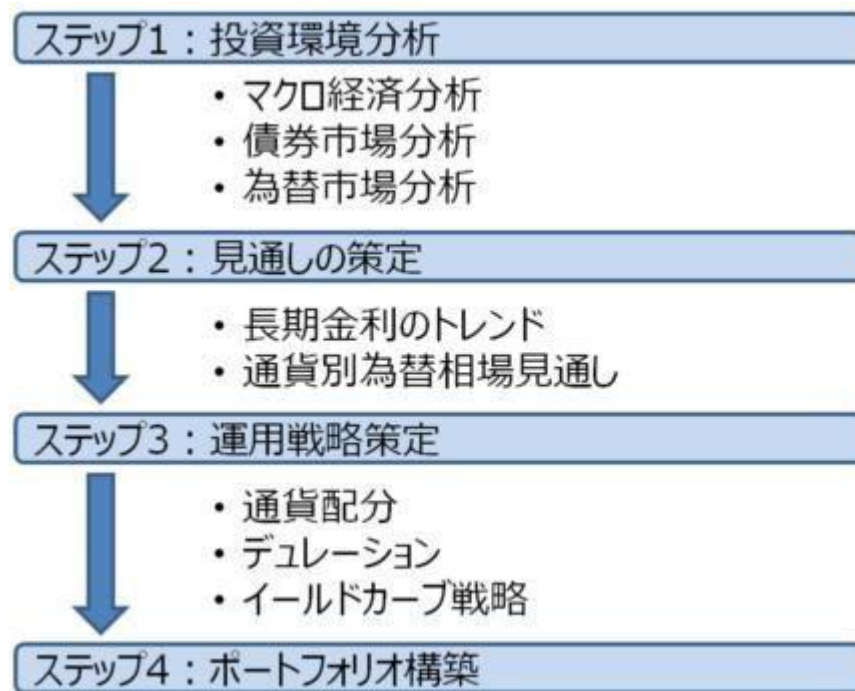 ステップ1：投資環境分析
・マクロ経済分析
・債券市場分析
・為替市場分析
ステップ2：見通しの策定
・長期金利のトレンド
・通貨別為替相場見通し
ステップ3：運用戦略策定
・通貨配分
・デュレーション
・イールドカーブ戦略
ステップ4：ポートフォリオ構築